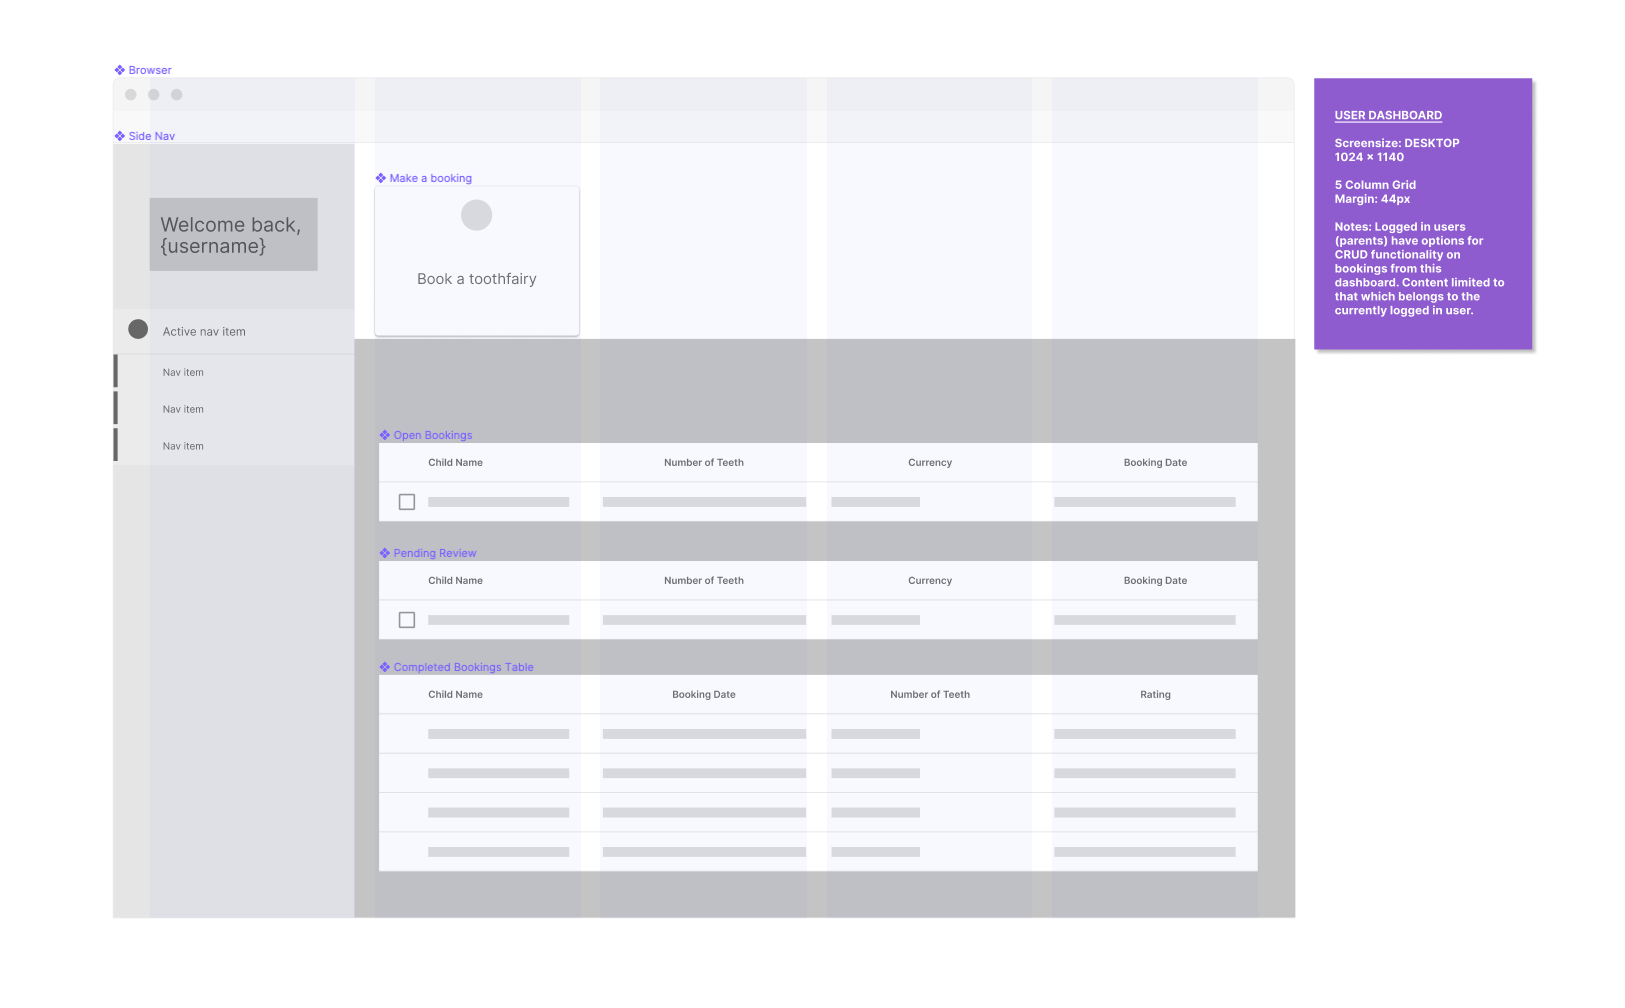 Browser
Side Nav
Welcome back,
{username}
Active nav item
Nav item
Nav item
Nav item
Make a booking
Book a toothfairy
Open Bookings
Child Name Number of Teeth Currency Booking Date
Pending Review
Child Name Number of Teeth Currency Booking Date
Completed Bookings Table
Child Name Booking Date Number of Teeth Rating
USER DASHBOARD
Screensize: DESKTOP
1024 × 1140
5 Column Grid
Margin: 44px
Notes: Logged in users
(parents) have options for
CRUD functionality on
bookings from this
dashboard. Content limited to
that which belongs to the
currently logged in user.